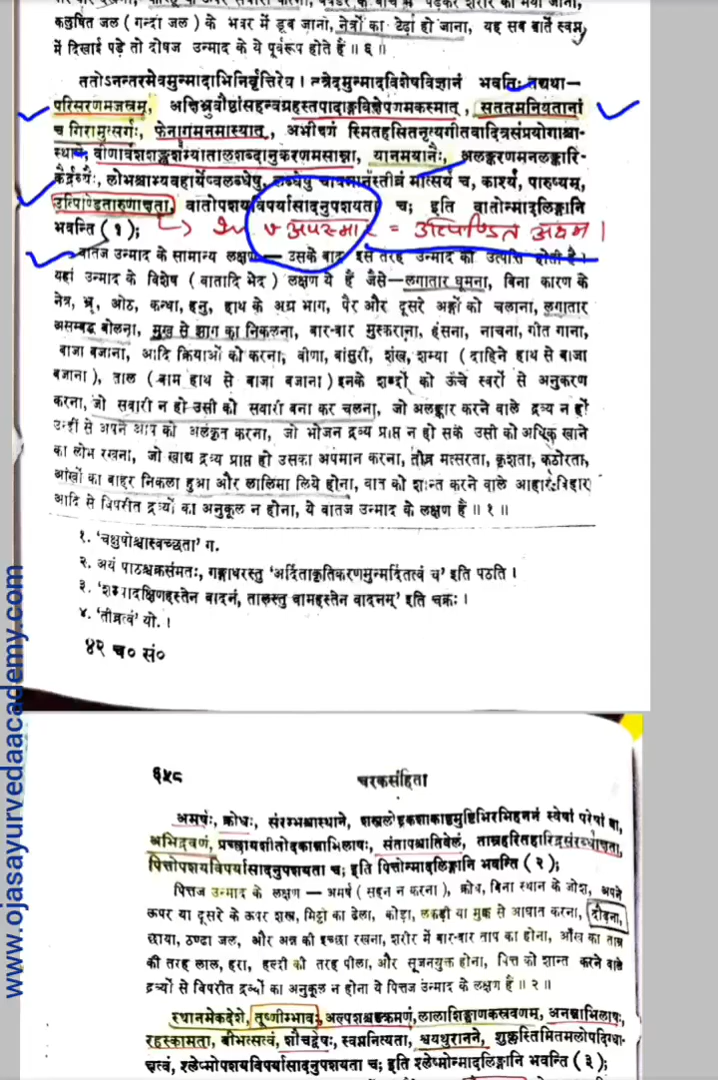 कलुषित जल (गन्दा जल) के भवर में डूब जाना, नेत्रों का टेढ़ा हो जाना, यह सब बातें स्वप्न
में दिखाई पड़े तो दोषज उन्माद के ये पूर्वरूप होते हैं ॥ ६ ॥
ततोऽनन्तरमेवमुन्मादाभिनिर्वृत्तिरेव । तत्रेदमुन्मादविशेषविज्ञानं भवति; तद्यथा—
परिसरणमजस्रम्, अक्षिभ्रुवौष्ठांसहन्वग्रहस्तपादाङ्गविक्षेपणमकस्मात्, सततमनियतानां
च गिरामुत्सर्गः, फेनागमनमास्यात्, अभीक्ष्णं स्मितहसितनृत्यगीतवादित्रसंप्रयोगाश्चा-
स्थाने, वीणावंशशङ्खशम्यातालशब्दानुकरणमसाम्ना, यानमयानैः, अलङ्करणमनलङ्कारि-
कैर्द्रव्यैः, लोभश्चाभ्यवहार्येष्वलब्धेषु, लब्धेषु चावमानस्तीव्रं मात्सर्यं च, कार्श्यं, पारुष्यम्,
उत्पिण्डितारुणाक्षता, वातोपशयविपर्यासादनुपशयता च; इति वातोन्मादलिङ्गानि
भवन्ति (१);
अपस्मार = उत्पिण्डित
वातज उन्माद के सामान्य लक्षण — उसके बाद इस तरह उन्माद की उत्पत्ति होती है ।
यहां उन्माद के विशेष (वातादि भेद) लक्षण ये हैं जैसे—लगातार घूमना, बिना कारण के
नेत्र, भ्रू, ओठ, कन्धा, हनु, हाथ के अग्र भाग, पैर और दूसरे अङ्गों को चलाना, लगातार
असम्बद्ध बोलना, मुख से झाग का निकलना, बार-बार मुस्कराना, हंसना, नाचना, गीत गाना,
बाजा बजाना, आदि क्रियाओं को करना, वीणा, बांसुरी, शंख, शम्या (दाहिने हाथ से बाजा
बजाना), ताल (बाम हाथ से बाजा बजाना) इनके शब्दों को ऊंचे स्वरों से अनुकरण
करना, जो सवारी न हो उसी को सवारी बना कर चलना, जो अलङ्कार करने वाले द्रव्य न हों
उन्हीं से अपने आप को अलंकृत करना, जो भोजन द्रव्य प्राप्त न हो सकें उसी को अधिक खाने
का लोभ रखना, जो खाद्य द्रव्य प्राप्त हो उसका अपमान करना, तीव्र मत्सरता, कृशता, कठोरता,
आंखों का बाहर निकला हुआ और लालिमा लिये होना, वात को शान्त करने वाले आहार-विहार
आदि से विपरीत द्रव्यों का अनुकूल न होना, ये वातज उन्माद के लक्षण हैं ॥ १ ॥
१. 'चक्षुषोश्चास्वच्छता' ग.
२. अयं पाठश्चक्रसंमतः, गङ्गाधरस्तु 'अर्दिताकृतिकरणमुन्मर्दितत्वं च' इति पठति ।
३. 'शम्यादक्षिणहस्तेन वादनं, तालस्तु वामहस्तेन वादनम्' इति चक्रः ।
४. 'तीव्रत्वं' यो. ।
४२ च० सं०
www.ojasayurvedaacademy.com
६५८ चरकसंहिता
अमर्षः, क्रोधः, संरम्भश्चास्थाने, शस्त्रलोष्ट्रकशाकाष्ठमुष्टिभिरभिहननं स्वेषां परेषां वा,
अभिद्रवणं, प्रच्छायशीतोदकान्नाभिलाषः, संतापश्चातिवेलं, ताम्रहरितहारिद्रसंरब्धाक्षता,
पित्तोपशयविपर्यासादनुपशयता च; इति पित्तोन्मादलिङ्गानि भवन्ति (२);
पित्तज उन्माद के लक्षण — अमर्ष (सहन न करना), क्रोध, बिना स्थान के जोश, अपने
ऊपर या दूसरे के ऊपर शस्त्र, मिट्टी का ढेला, कोड़ा, लकड़ी या मुक्का से आघात करना, दौड़ना,
छाया, ठण्ढा जल, और अन्न की इच्छा रखना, शरीर में बार-बार ताप का होना, आँख का ताम्र
की तरह लाल, हरा, हल्दी की तरह पीला, और सूजनयुक्त होना, पित्त को शान्त करने वाले
द्रव्यों से विपरीत द्रव्यों का अनुकूल न होना ये पित्तज उन्माद के लक्षण हैं ॥ २ ॥
स्थानमेकदेशे, तूष्णीम्भावः, अल्पशश्चङ्क्रमणं, लालाशिङ्घाणकस्रवणम्, अनन्नाभिलाषः,
रहस्कामता, बीभत्सत्वं, शौचद्वेषः, स्वप्ननित्यता, श्वयथुरानने, शुक्लस्तिमितमलोपदिग्धा-
क्षत्वं, श्लेष्मोपशयविपर्यासादनुपशयता च; इति श्लेष्मोन्मादलिङ्गानि भवन्ति (३);